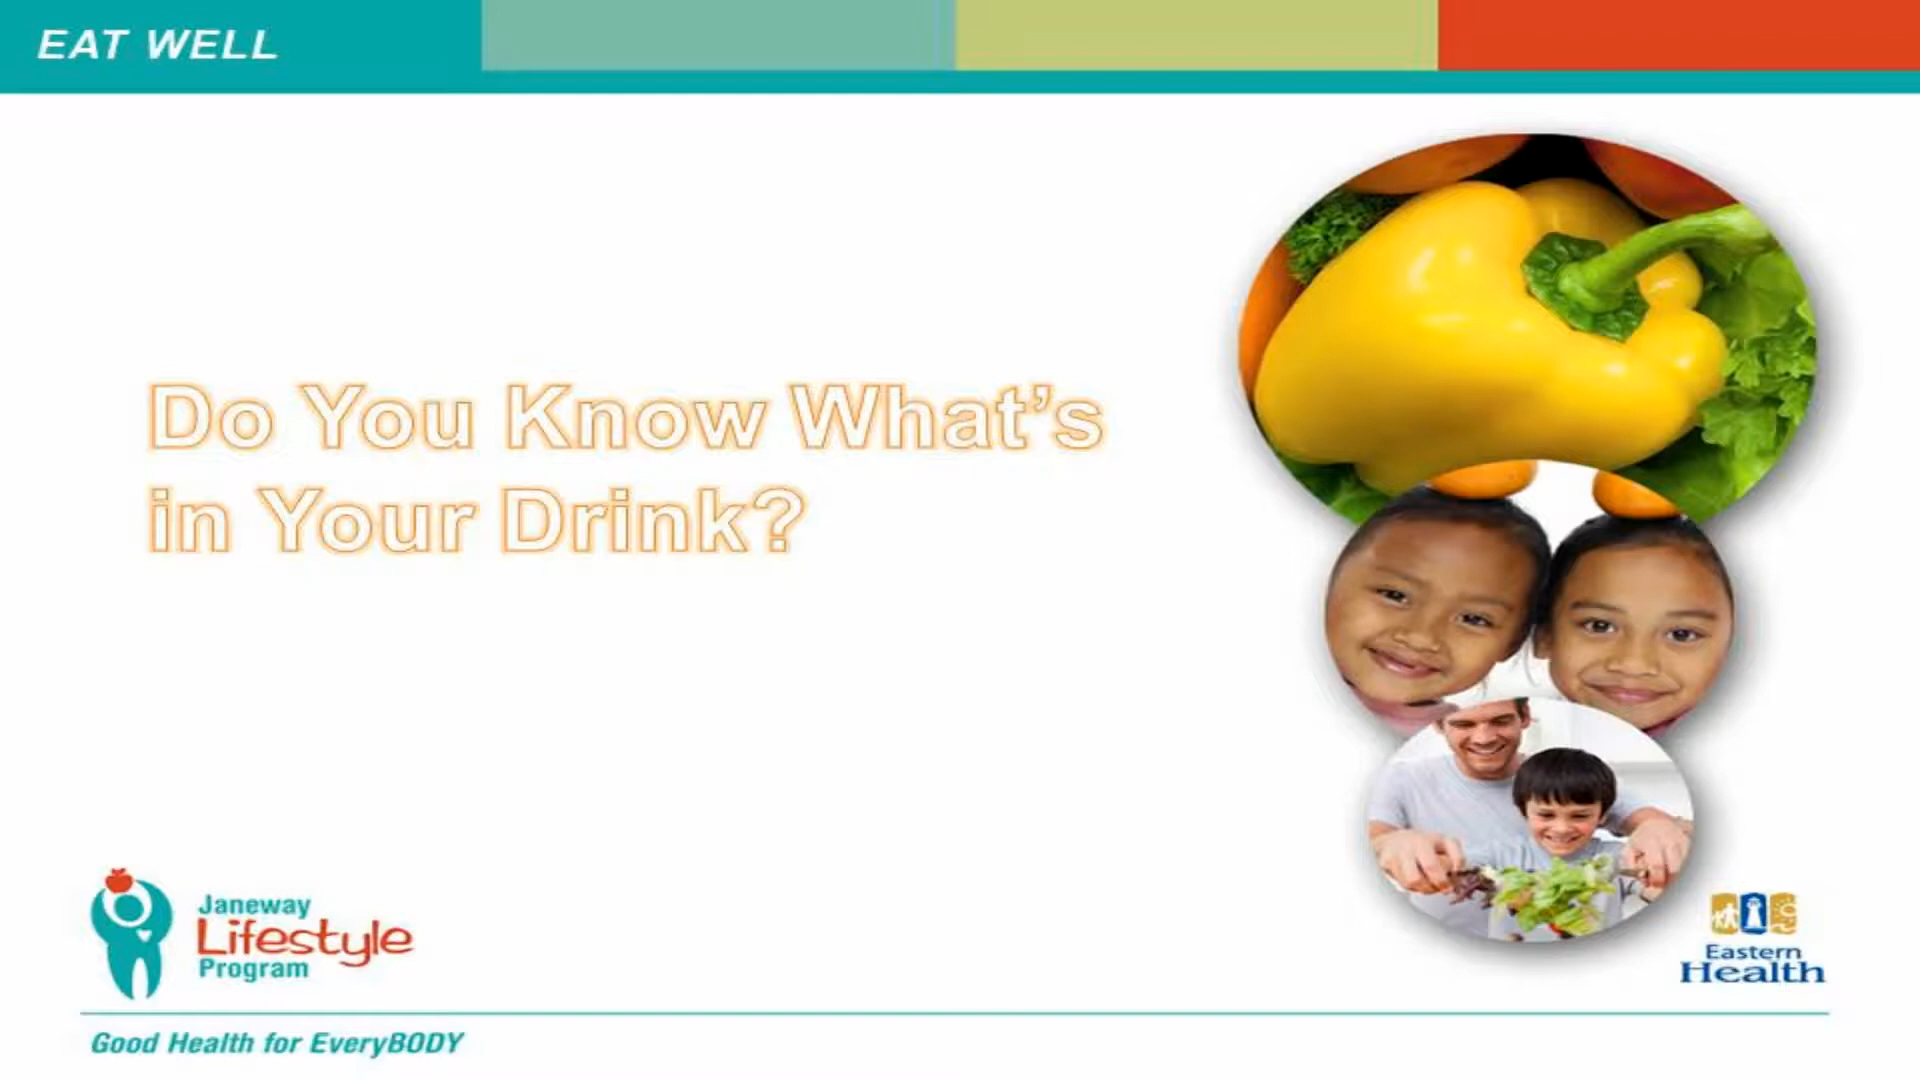 EAT WELL
Do You Know What’s
in Your Drink?
Janeway
Lifestyle
Program
Eastern
Health
Good Health for EveryBODY